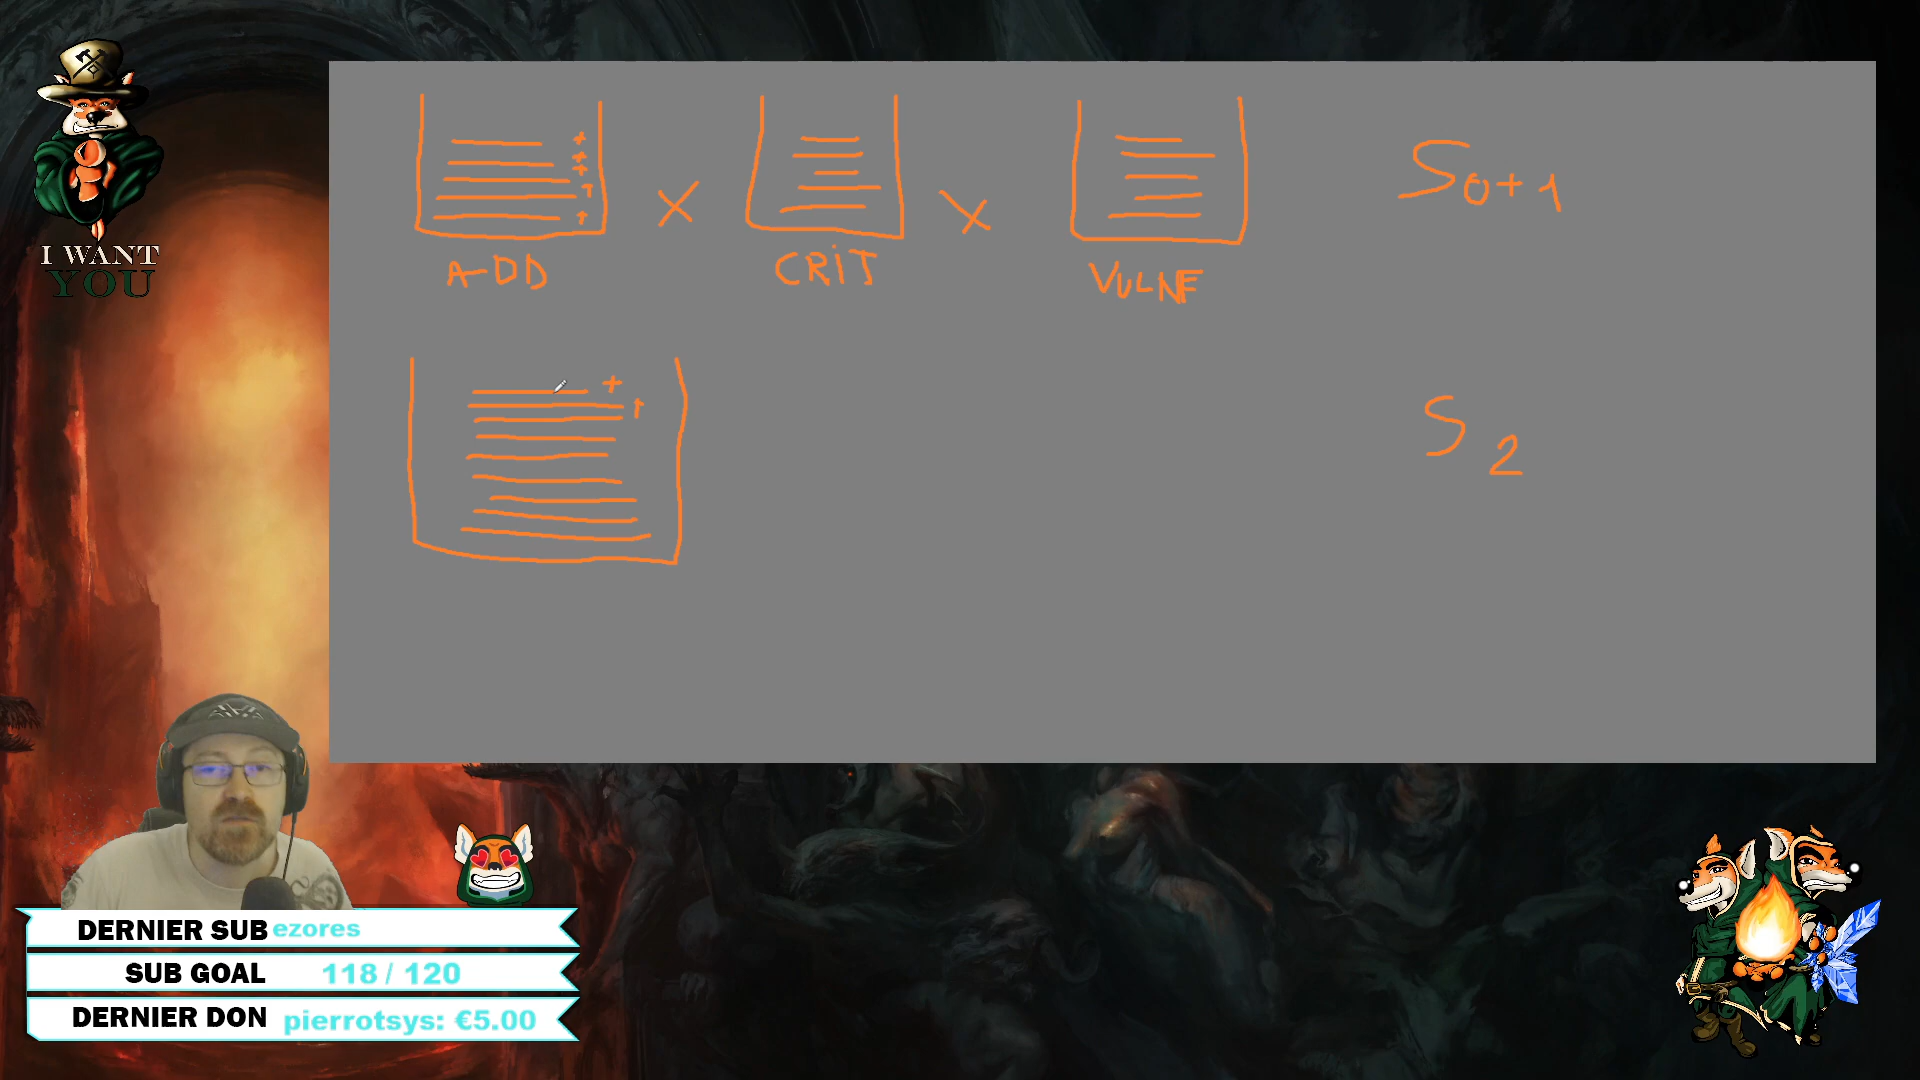 I WANT
YOU
+
+
+
+
+
X
X
S0+1
ADD
CRIT
VULNE
+
+
S2
DERNIER SUB ezores
SUB GOAL 118 / 120
DERNIER DON pierrotsys: €5.00